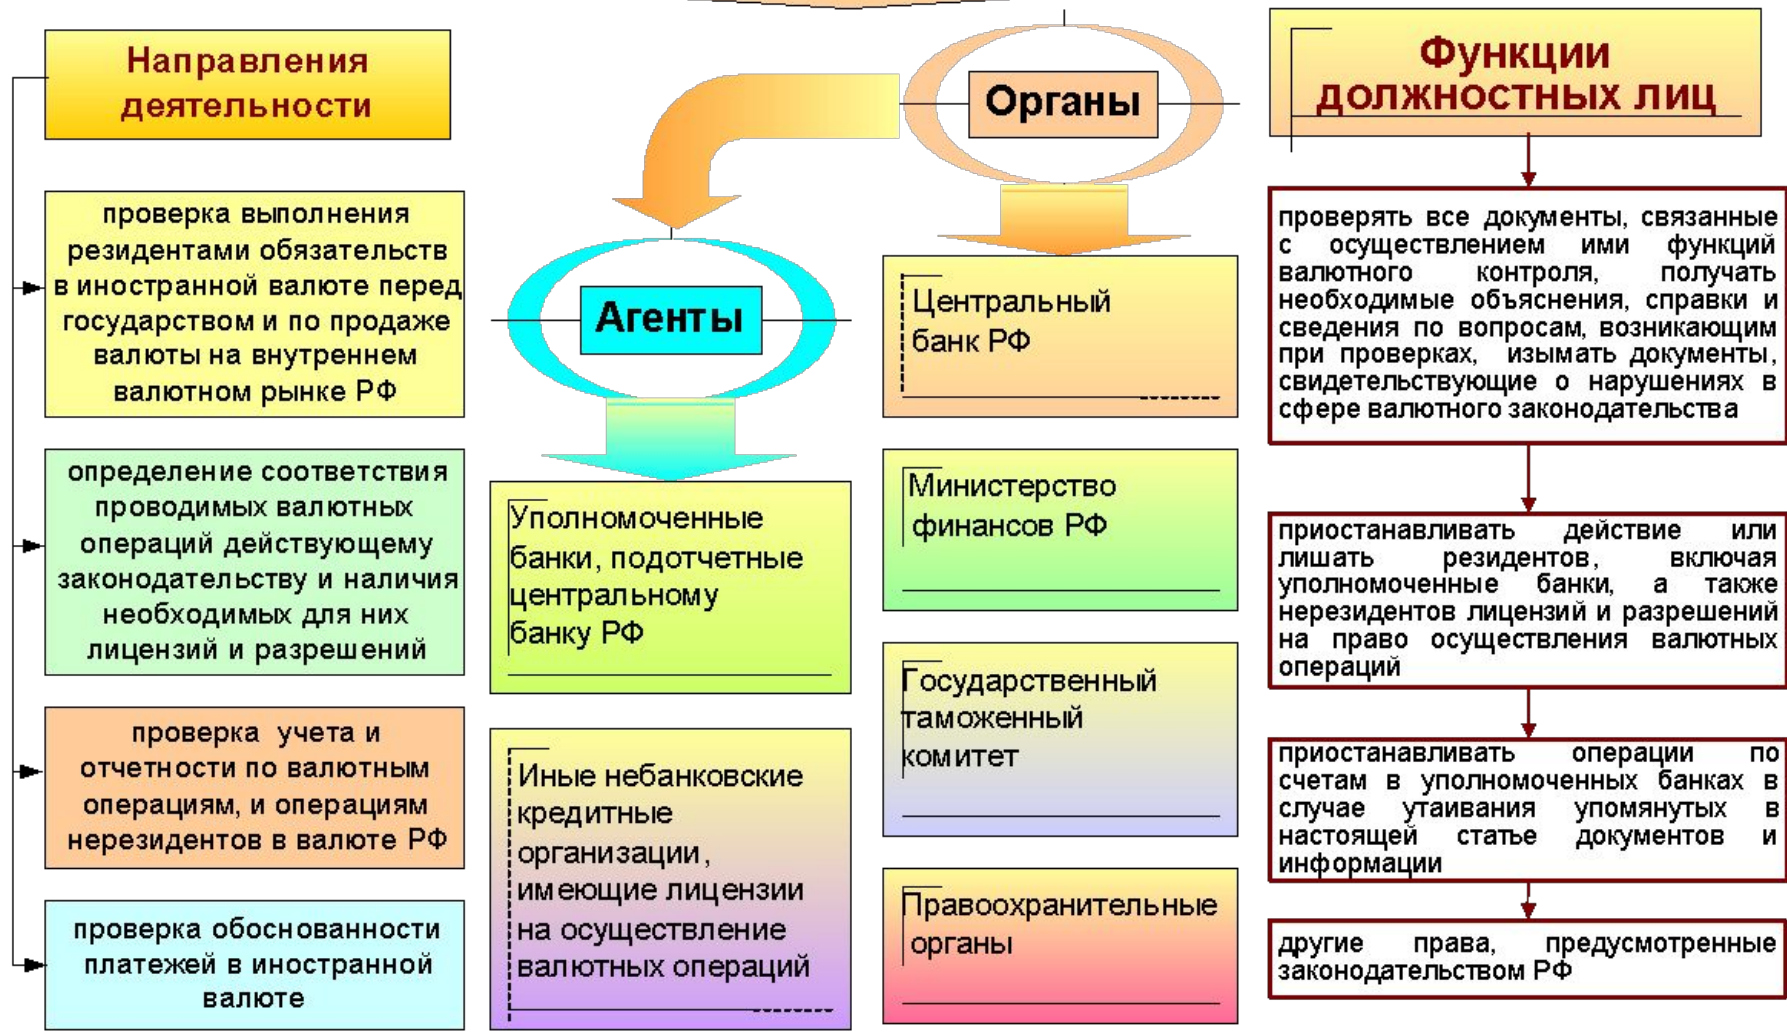 Направления
деятельности
проверка выполнения
резидентами обязательств
в иностранной валюте перед
государством и по продаже
валюты на внутреннем
валютном рынке РФ
определение соответствия
проводимых валютных
операций действующему
законодательству и наличия
необходимых для них
лицензий и разрешений
проверка учета и
отчетности по валютным
операциям, и операциям
нерезидентов в валюте РФ
проверка обоснованности
платежей в иностранной
валюте
Органы
Агенты
Уполномоченные
банки, подотчетные
центральному
банку РФ
Иные небанковские
кредитные
организации,
имеющие лицензии
на осуществление
валютных операций
Центральный
банк РФ
Министерство
финансов РФ
Государственный
таможенный
комитет
Правоохранительные
органы
Функции
должностных лиц
проверять все документы, связанные
с осуществлением ими функций
валютного контроля, получать
необходимые объяснения, справки и
сведения по вопросам, возникающим
при проверках, изымать документы,
свидетельствующие о нарушениях в
сфере валютного законодательства
приостанавливать действие или
лишать резидентов, включая
уполномоченные банки, а также
нерезидентов лицензий и разрешений
на право осуществления валютных
операций
приостанавливать операции по
счетам в уполномоченных банках в
случае утаивания упомянутых в
настоящей статье документов и
информации
другие права, предусмотренные
законодательством РФ